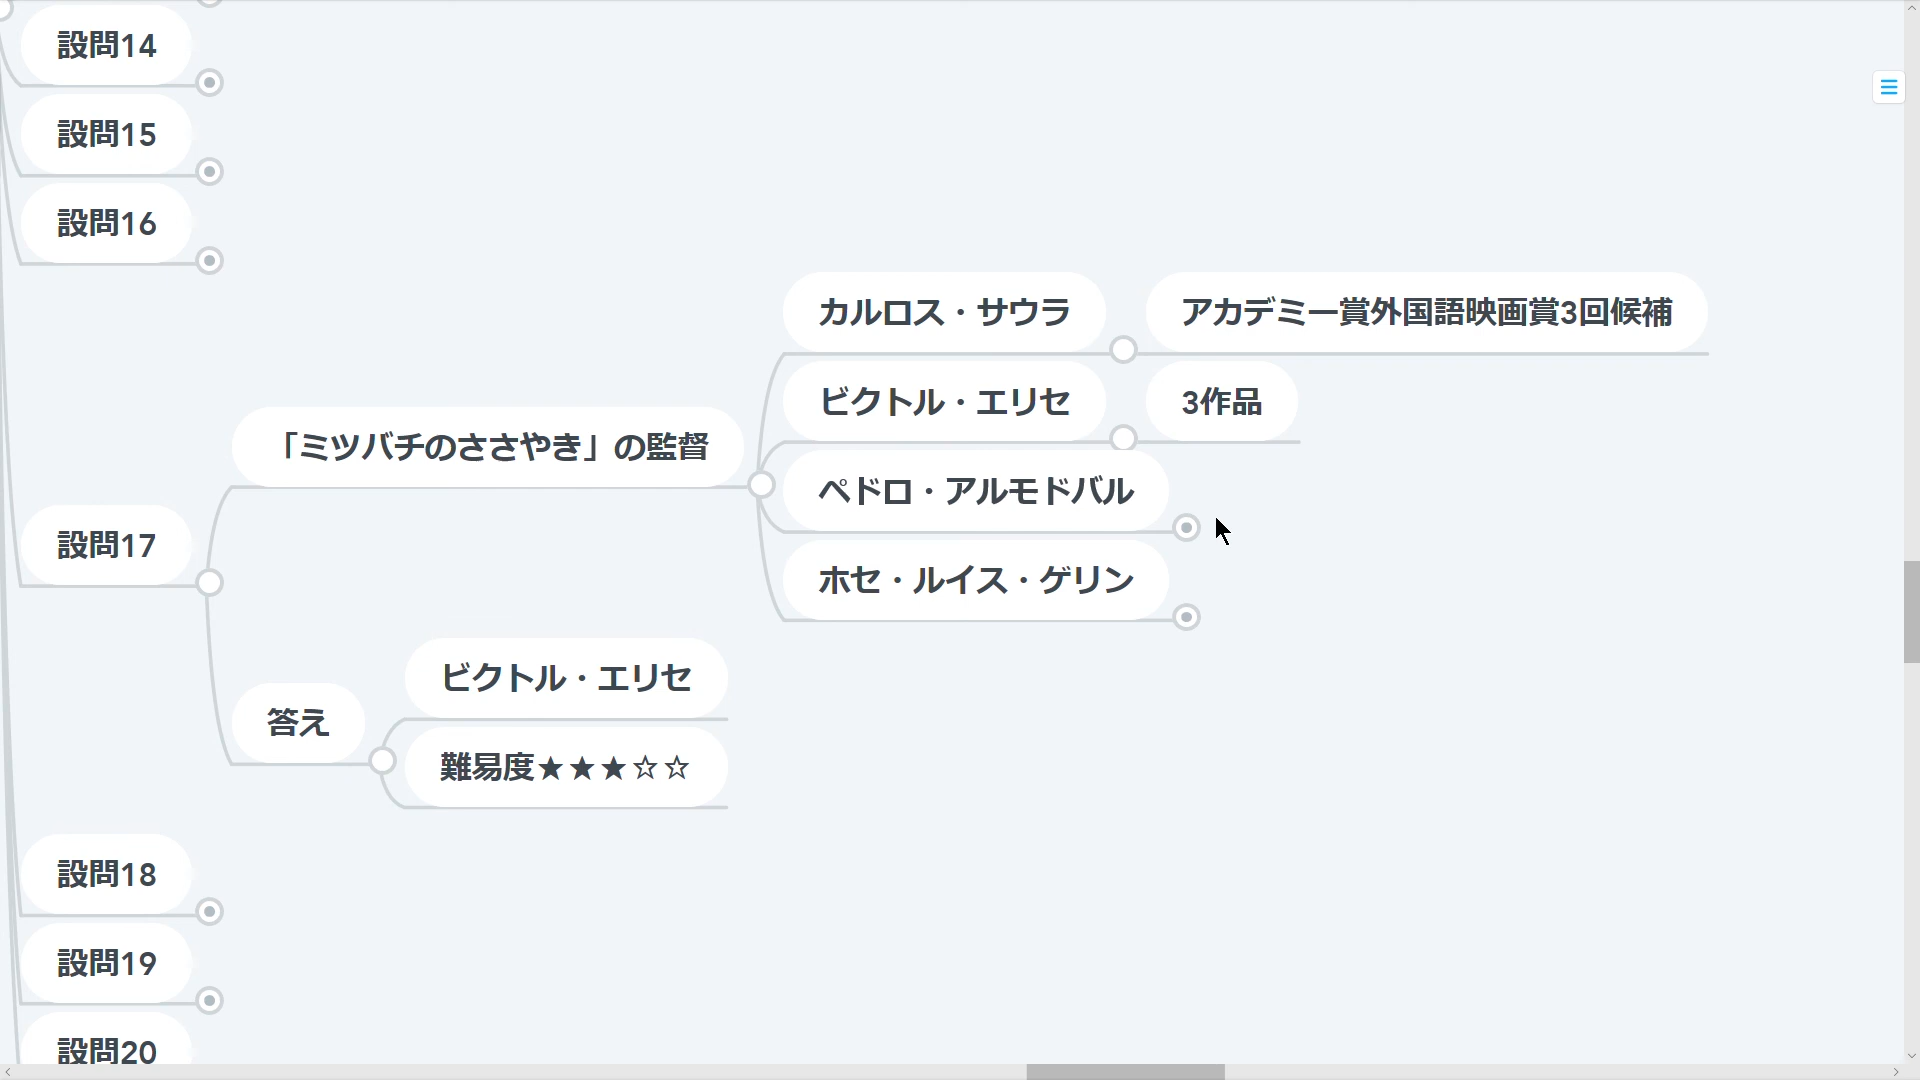 設問14
設問15
設問16
設問17
「ミツバチのささやき」の監督
カルロス・サウラ
アカデミー賞外国語映画賞3回候補
ビクトル・エリセ
3作品
ペドロ・アルモドバル
ホセ・ルイス・ゲリン
答え
ビクトル・エリセ
難易度★★★☆☆
設問18
設問19
設問20